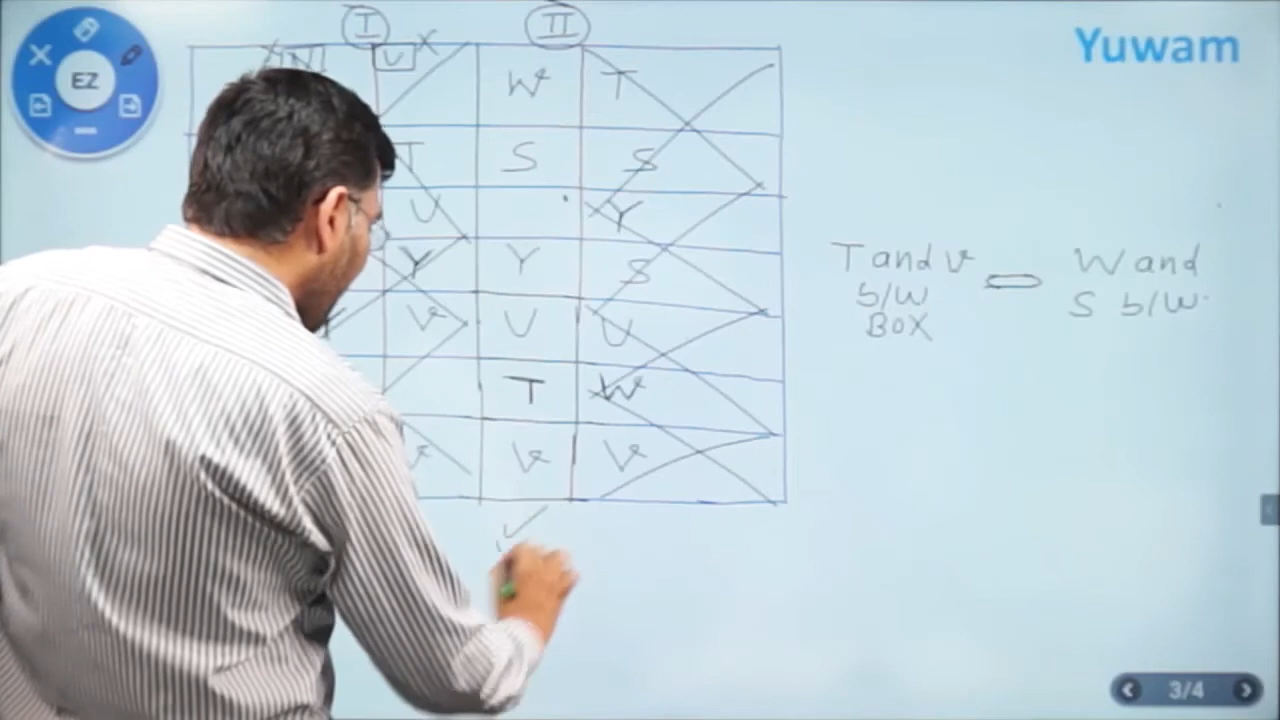 EZ
I
II
Yuwam
U
W T
T S S
U Y
Y Y S
V U U
T W
V V
T and V
b/W
BOX
=
W and
S b/W.
3/4